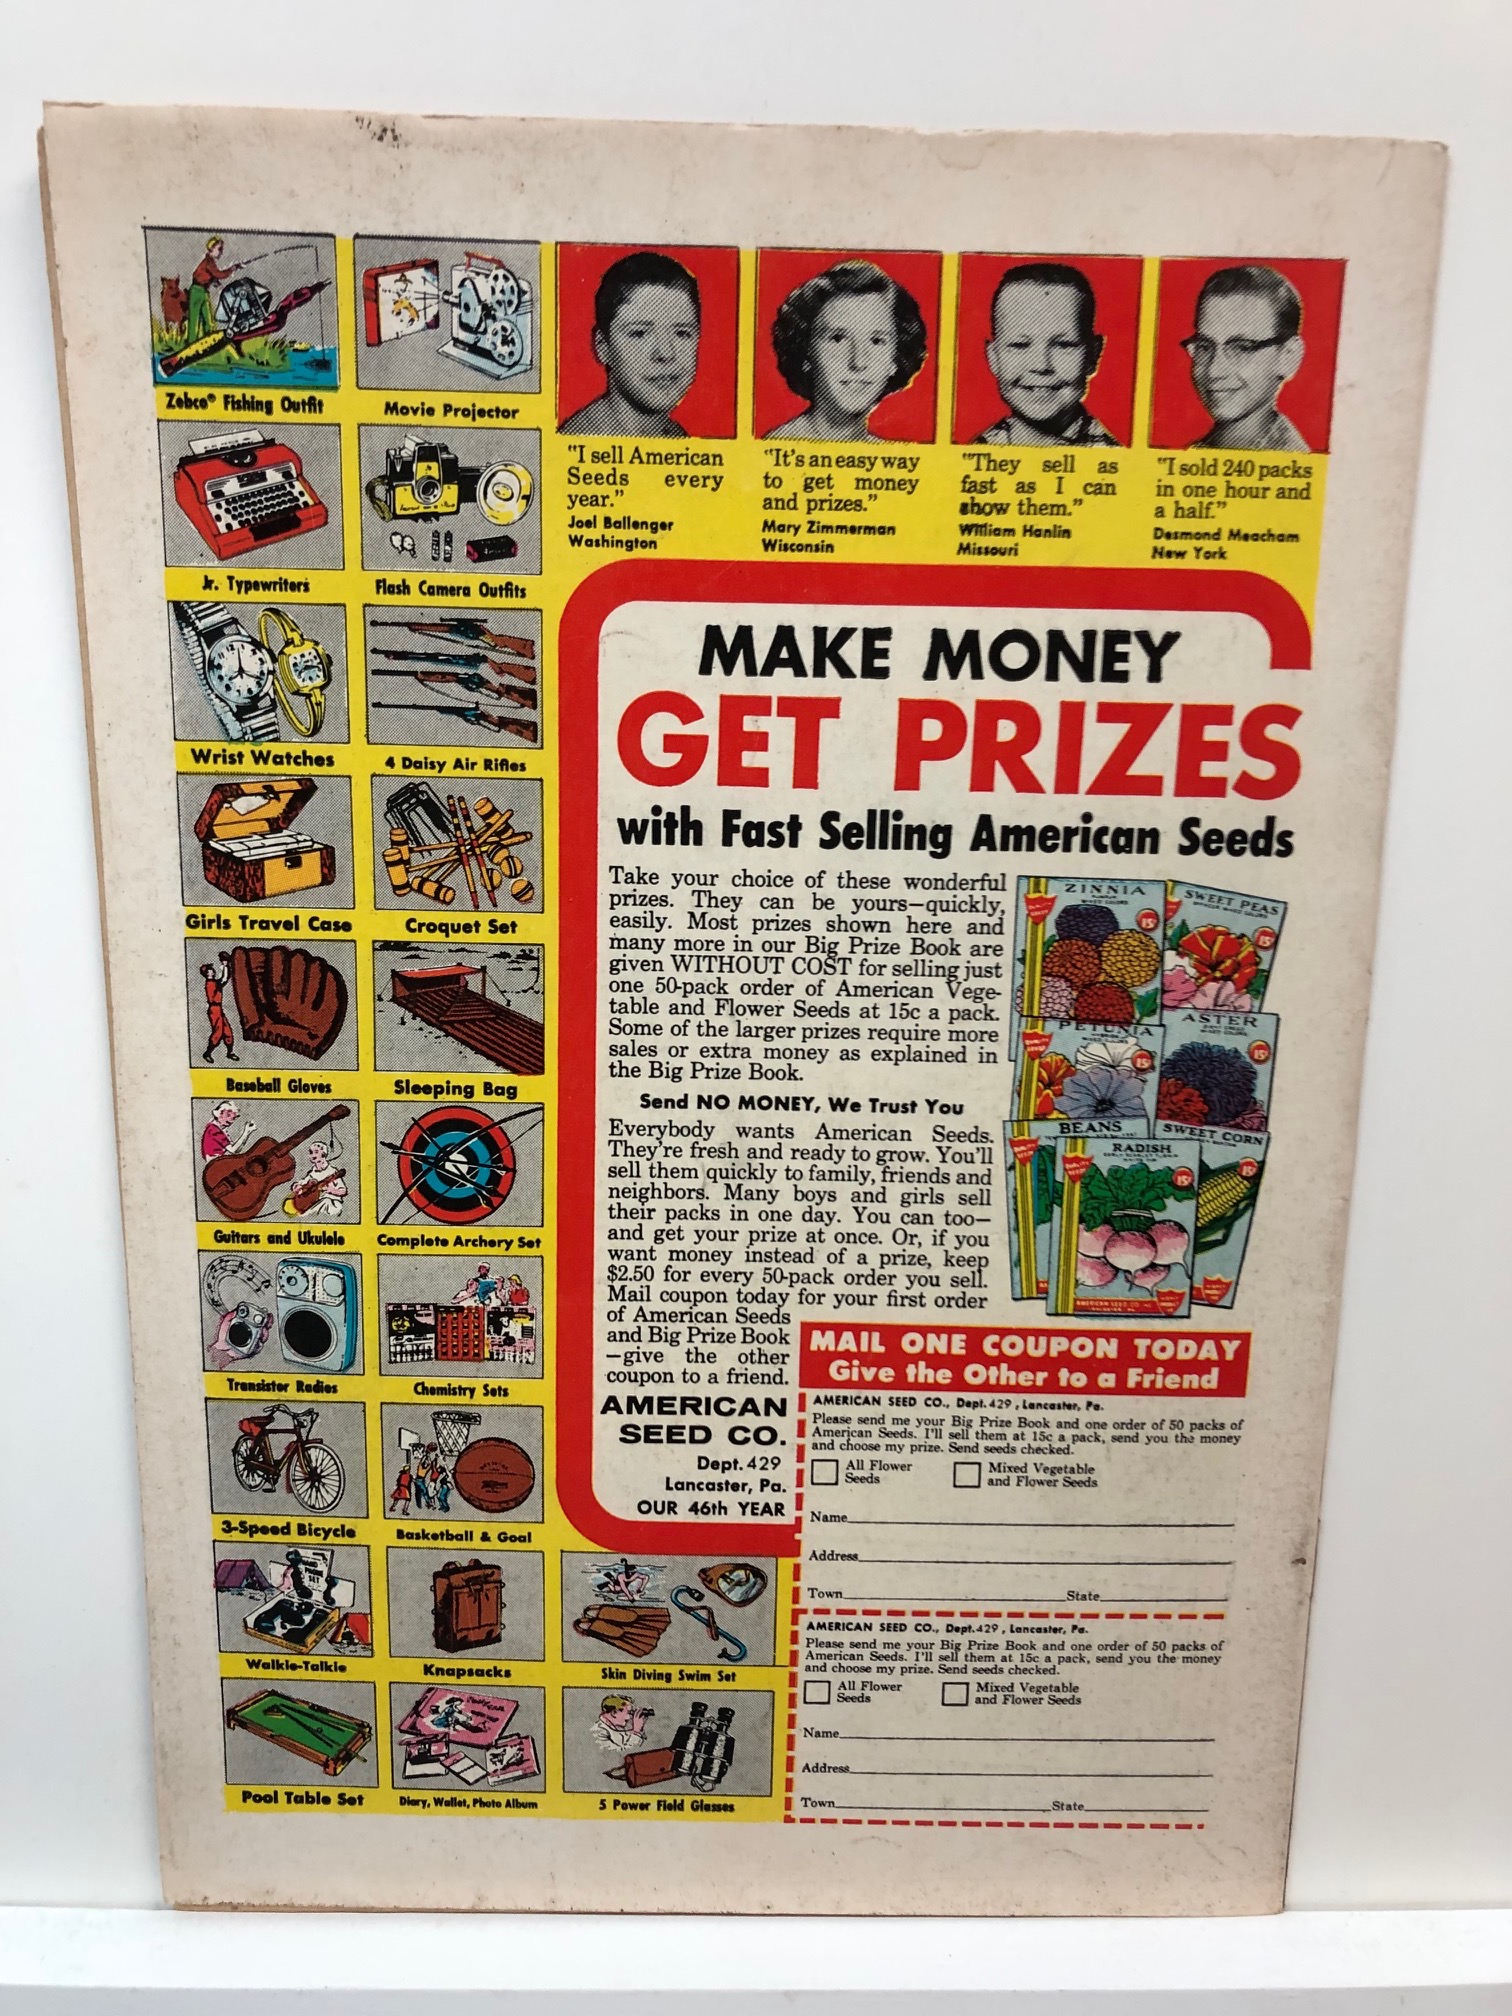 Zebco® Fishing Outfit
Movie Projector
Jr. Typewriters
Flash Camera Outfits
Wrist Watches
4 Daisy Air Rifles
Girls Travel Case
Croquet Set
Baseball Gloves
Sleeping Bag
Guitars and Ukulele
Complete Archery Set
Transistor Radios
Chemistry Sets
3-Speed Bicycle
Basketball & Goal
Walkie-Talkie
Knapsacks
Skin Diving Swim Set
Pool Table Set
Diary, Wallet, Photo Album
5 Power Field Glasses
"I sell American
Seeds every
year."
Joel Ballenger
Washington
"It's an easy way
to get money
and prizes."
Mary Zimmerman
Wisconsin
"They sell as
fast as I can
show them."
William Hanlin
Missouri
"I sold 240 packs
in one hour and
a half."
Desmond Meacham
New York
MAKE MONEY
GET PRIZES
with Fast Selling American Seeds
Take your choice of these wonderful
prizes. They can be yours—quickly,
easily. Most prizes shown here and
many more in our Big Prize Book are
given WITHOUT COST for selling just
one 50-pack order of American Vege-
table and Flower Seeds at 15c a pack.
Some of the larger prizes require more
sales or extra money as explained in
the Big Prize Book.
Send NO MONEY, We Trust You
Everybody wants American Seeds.
They're fresh and ready to grow. You'll
sell them quickly to family, friends and
neighbors. Many boys and girls sell
their packs in one day. You can too—
and get your prize at once. Or, if you
want money instead of a prize, keep
$2.50 for every 50-pack order you sell.
Mail coupon today for your first order
of American Seeds
and Big Prize Book
—give the other
coupon to a friend.
AMERICAN
SEED CO.
Dept. 429
Lancaster, Pa.
OUR 46th YEAR
ZINNIA
15¢
SWEET PEAS
15¢
PETUNIA
15¢
ASTER
15¢
BEANS
SWEET CORN
15¢
RADISH
15¢
AMERICAN SEED CO.
MAIL ONE COUPON TODAY
Give the Other to a Friend
AMERICAN SEED CO., Dept. 429, Lancaster, Pa.
Please send me your Big Prize Book and one order of 50 packs of
American Seeds. I'll sell them at 15c a pack, send you the money
and choose my prize. Send seeds checked.
All Flower
Seeds
Mixed Vegetable
and Flower Seeds
Name
Address
Town State
AMERICAN SEED CO., Dept. 429, Lancaster, Pa.
Please send me your Big Prize Book and one order of 50 packs of
American Seeds. I'll sell them at 15c a pack, send you the money
and choose my prize. Send seeds checked.
All Flower
Seeds
Mixed Vegetable
and Flower Seeds
Name
Address
Town State